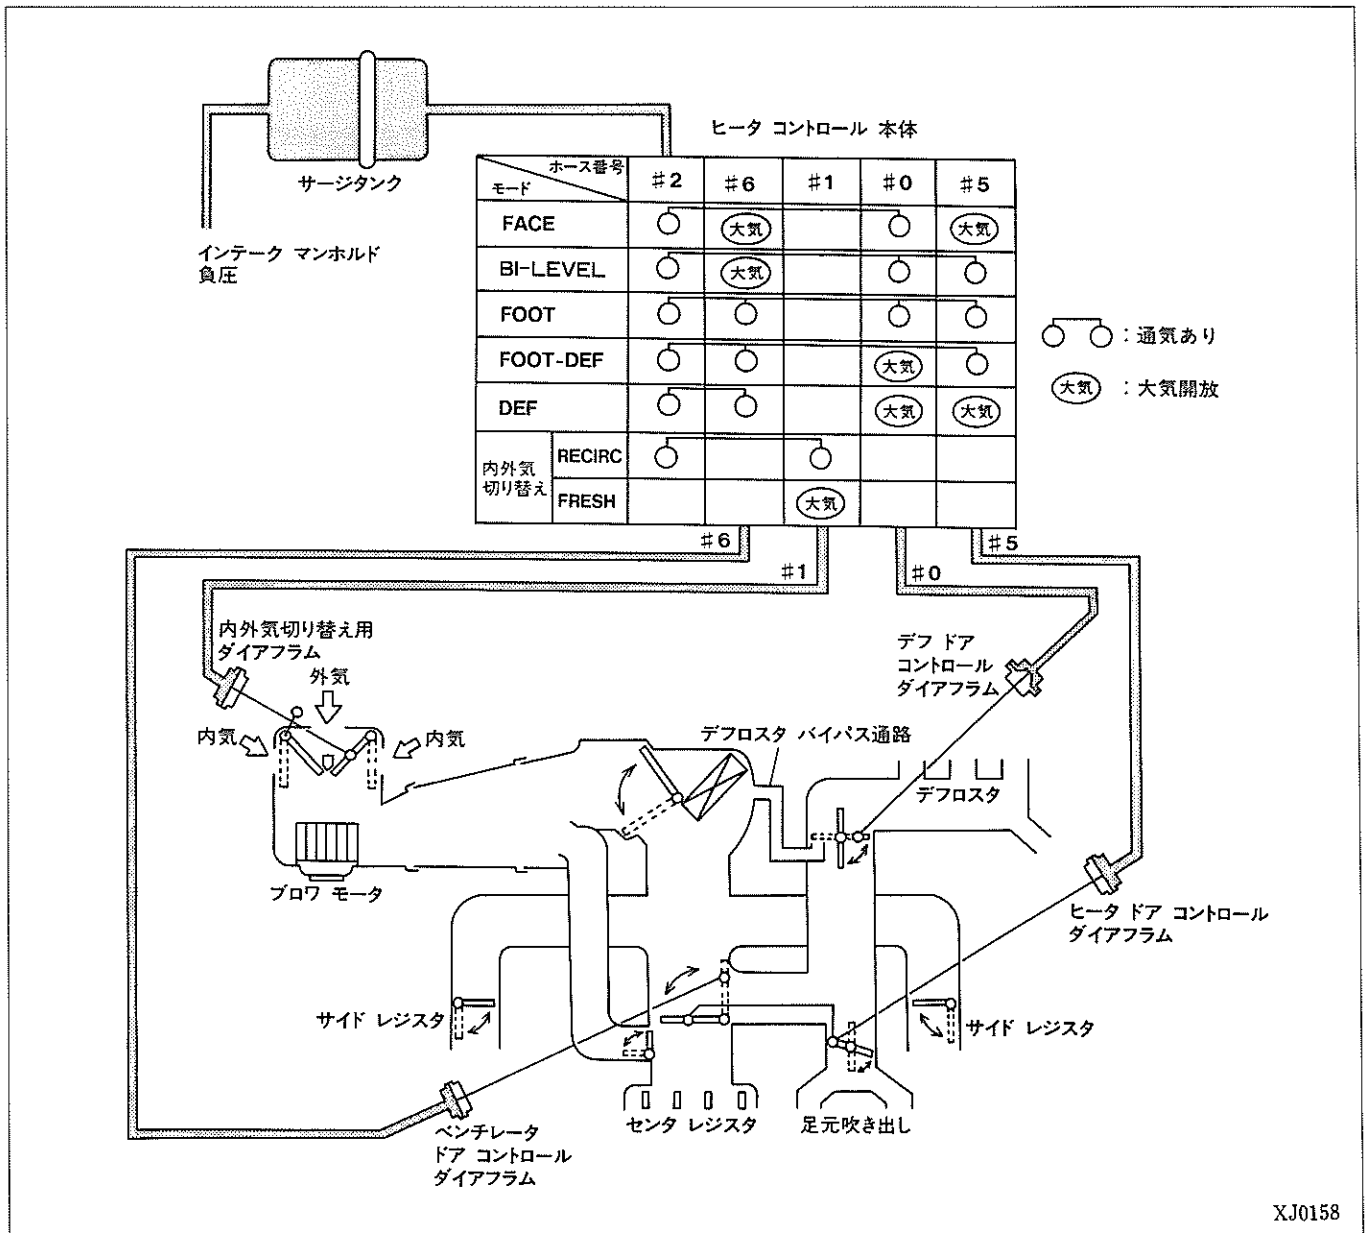 サージタンク
インテーク マンホルド
負圧
ヒータ コントロール 本体
ホース番号
モード
#2 #6 #1 #0 #5
FACE 大気 大気
BI-LEVEL 大気
FOOT
FOOT-DEF 大気
DEF 大気 大気
内外気
切り替え
RECIRC
FRESH 大気
:通気あり
大気 :大気開放
#6
#1
#0
#5
内外気切り替え用
ダイアフラム
外気
内気
内気
デフ ドア
コントロール
ダイアフラム
デフロスタ バイパス通路
デフロスタ
ブロワ モータ
ヒータ ドア コントロール
ダイアフラム
サイド レジスタ
サイド レジスタ
センタ レジスタ
足元吹き出し
ベンチレータ
ドア コントロール
ダイアフラム
XJ0158